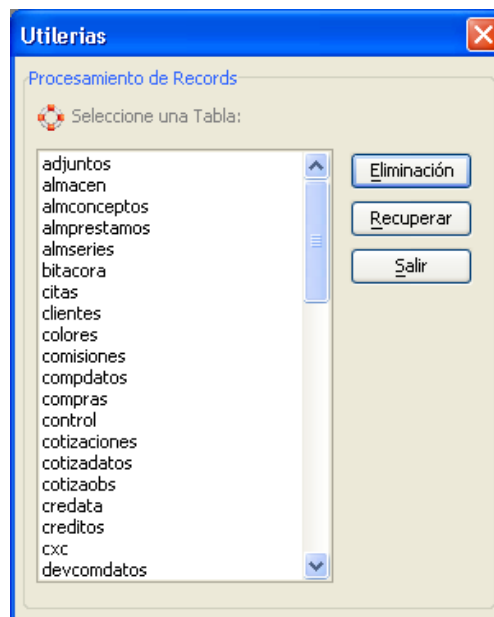 Utilerias
Procesamiento de Records
Seleccione una Tabla:
adjuntos
almacen
almconceptos
almprestamos
almseries
bitacora
citas
clientes
colores
comisiones
compdatos
compras
control
cotizaciones
cotizadatos
cotizaobs
credata
creditos
cxc
devcomdatos
Eliminación
Recuperar
Salir